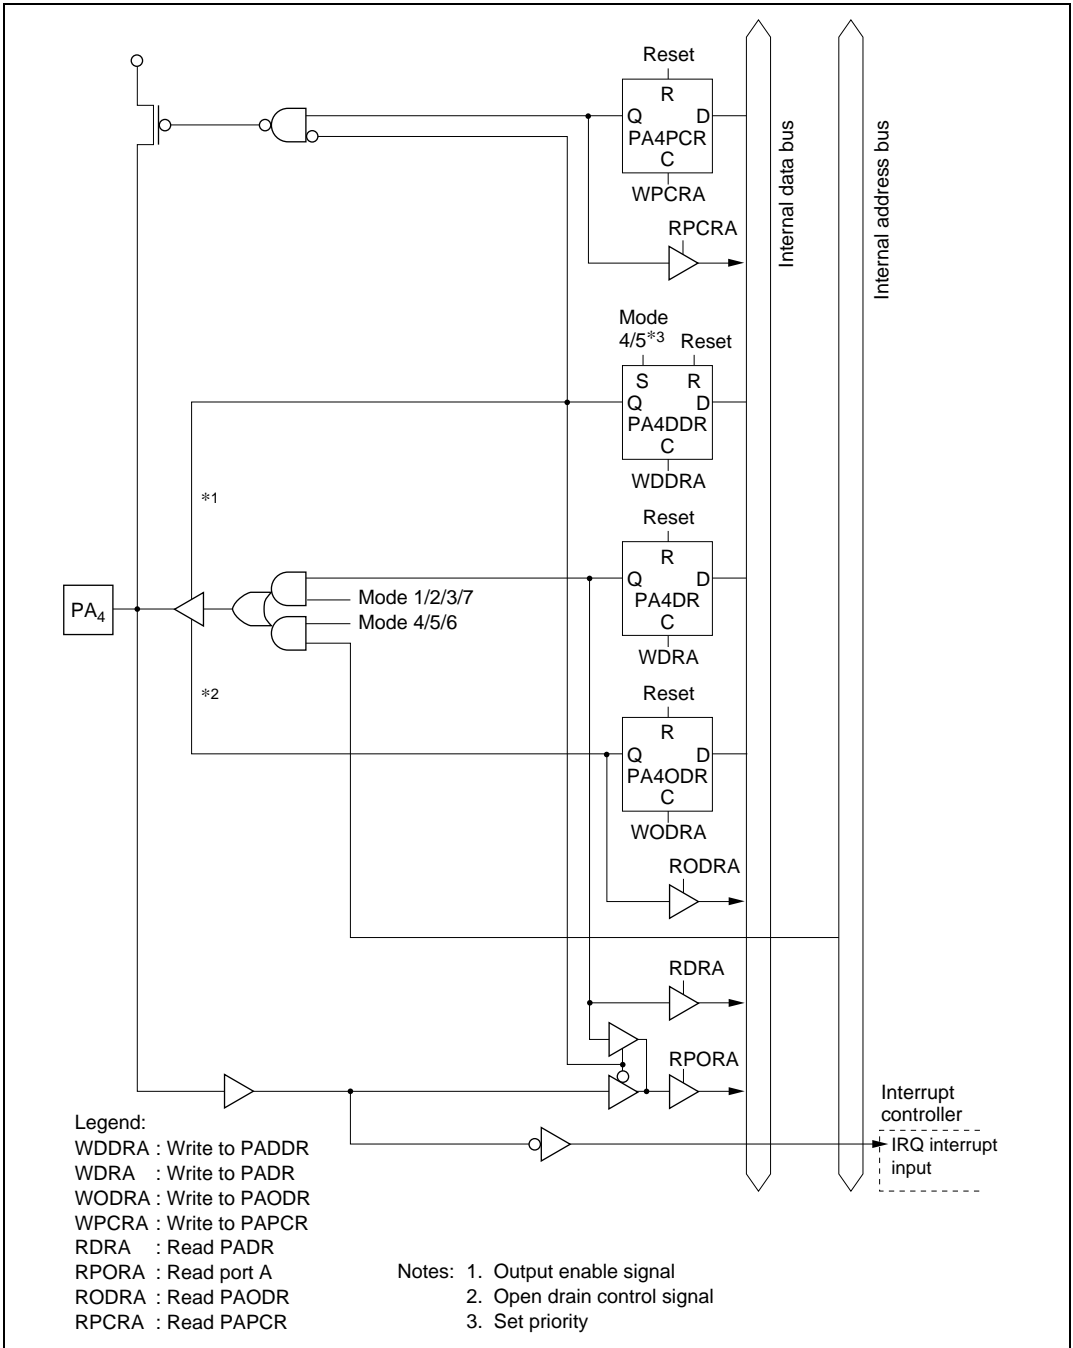 Reset
R
Q D
PA4PCR
C
WPCRA
RPCRA
Internal data bus
Internal address bus
Mode
4/5*3 Reset
S R
Q D
PA4DDR
C
WDDRA
*1
Reset
R
Q D
PA4DR
C
WDRA
Mode 1/2/3/7
Mode 4/5/6
PA4
*2
Reset
R
Q D
PA4ODR
C
WODRA
RODRA
RDRA
RPORA
Interrupt
controller
IRQ interrupt
input
Legend:
WDDRA : Write to PADDR
WDRA : Write to PADR
WODRA : Write to PAODR
WPCRA : Write to PAPCR
RDRA : Read PADR
RPORA : Read port A
RODRA : Read PAODR
RPCRA : Read PAPCR
Notes: 1. Output enable signal
2. Open drain control signal
3. Set priority